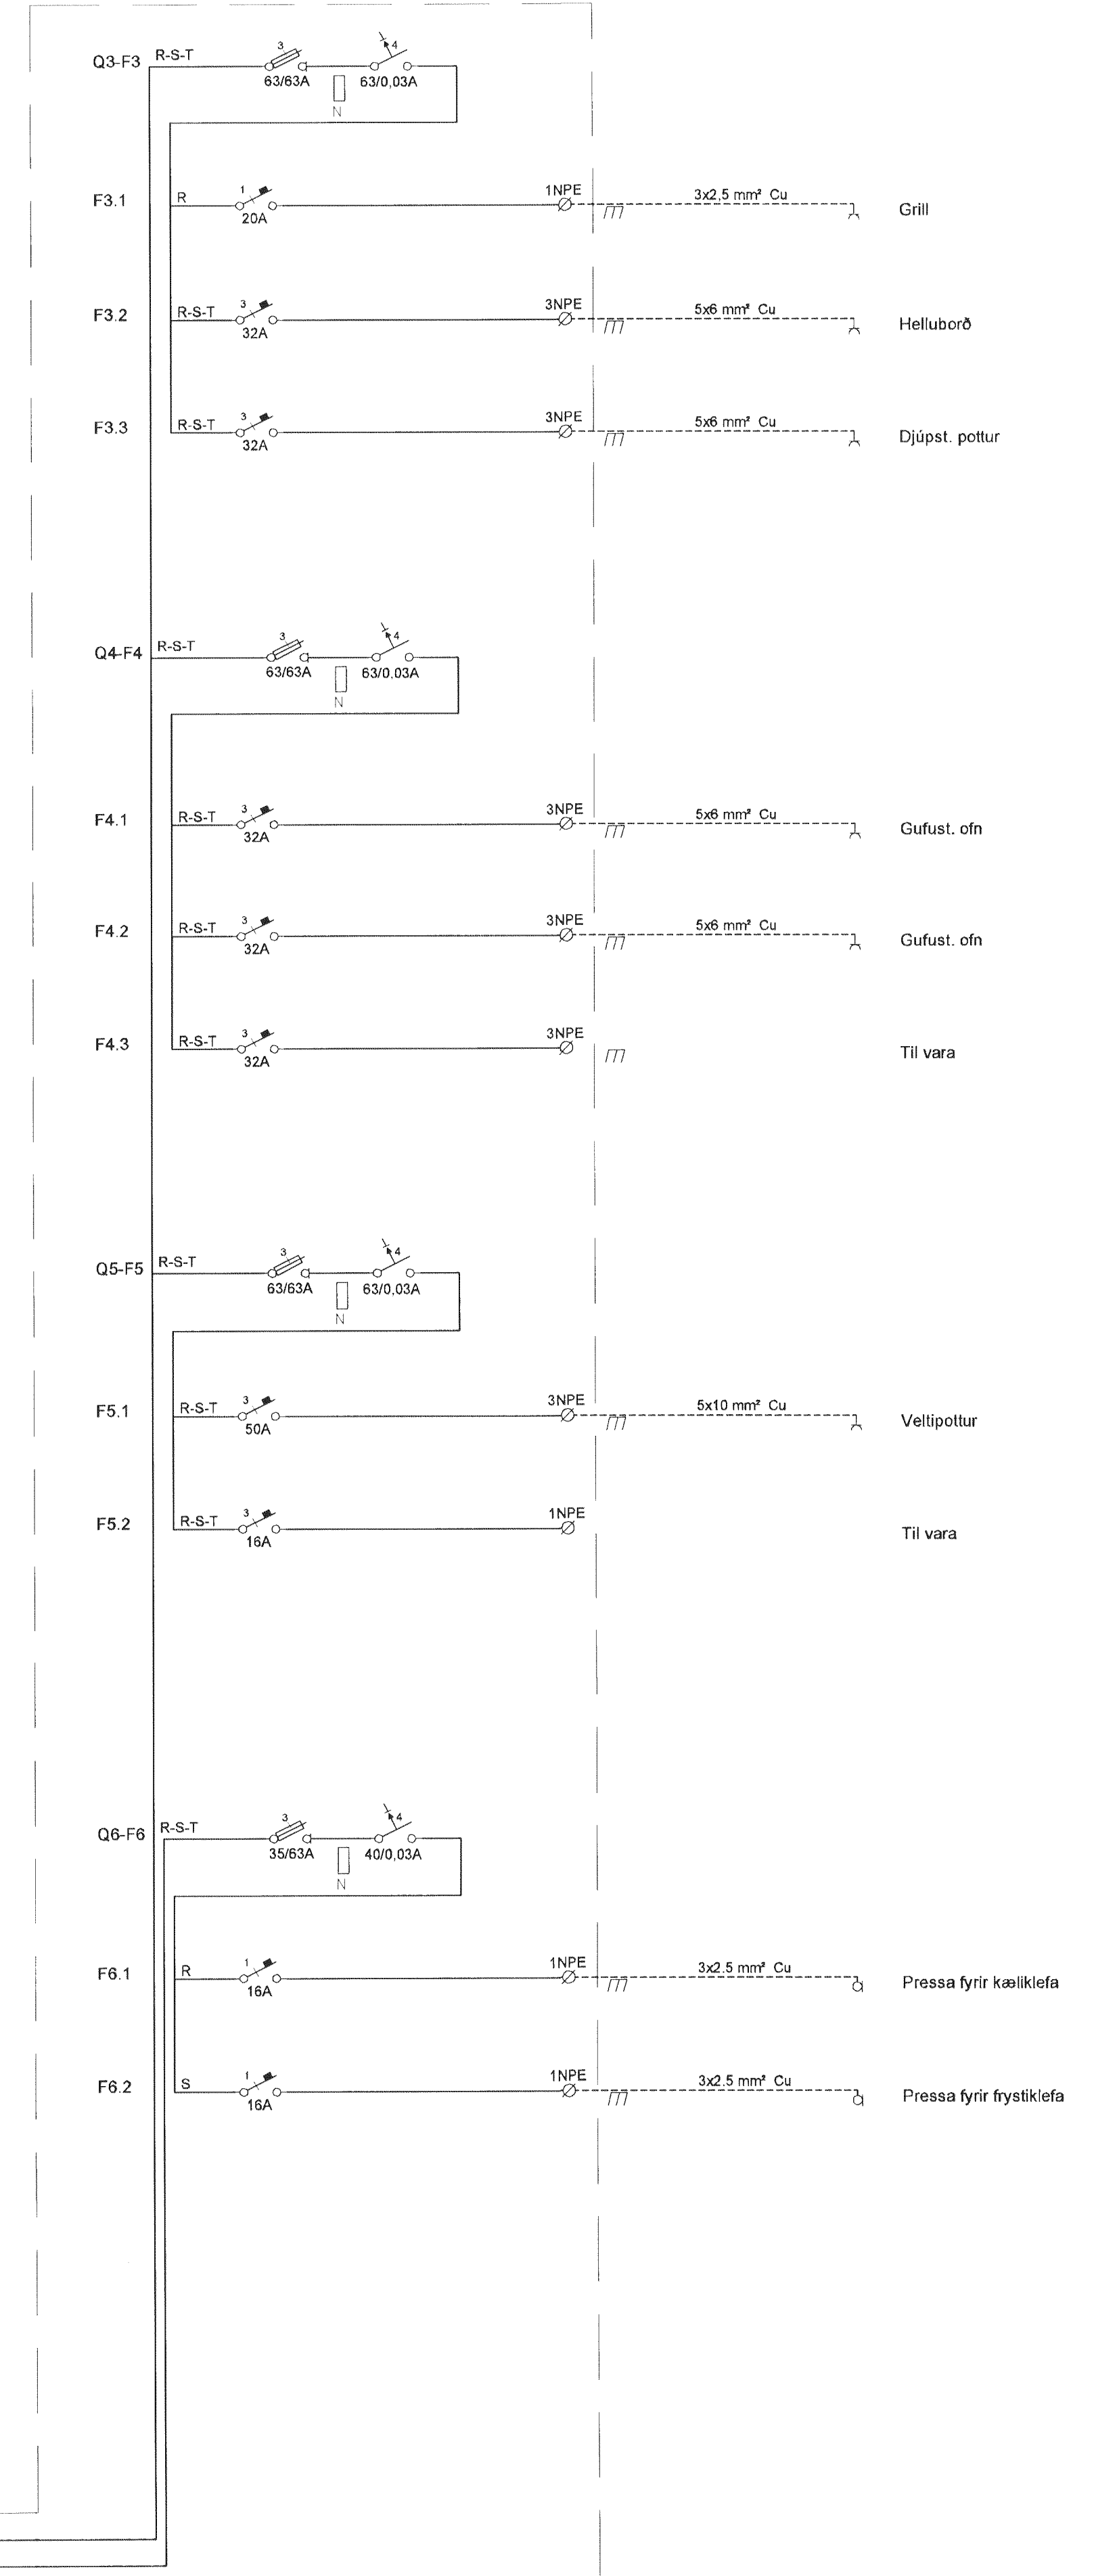 Q3-F3 R-S-T 3 4
63/63A 63/0,03A
N
F3.1 R 1 20A 1NPE 3x2,5 mm² Cu Grill
F3.2 R-S-T 3 32A 3NPE 5x6 mm² Cu Helluborð
F3.3 R-S-T 3 32A 3NPE 5x6 mm² Cu Djúpst. pottur
Q4-F4 R-S-T 3 4
63/63A 63/0,03A
N
F4.1 R-S-T 3 32A 3NPE 5x6 mm² Cu Gufust. ofn
F4.2 R-S-T 3 32A 3NPE 5x6 mm² Cu Gufust. ofn
F4.3 R-S-T 3 32A 3NPE Til vara
Q5-F5 R-S-T 3 4
63/63A 63/0,03A
N
F5.1 R-S-T 3 50A 3NPE 5x10 mm² Cu Veltipottur
F5.2 R-S-T 3 16A 1NPE Til vara
Q6-F6 R-S-T 3 4
35/63A 40/0,03A
N
F6.1 R 1 16A 1NPE 3x2.5 mm² Cu Pressa fyrir kæliklefa
F6.2 S 1 16A 1NPE 3x2.5 mm² Cu Pressa fyrir frystiklefa